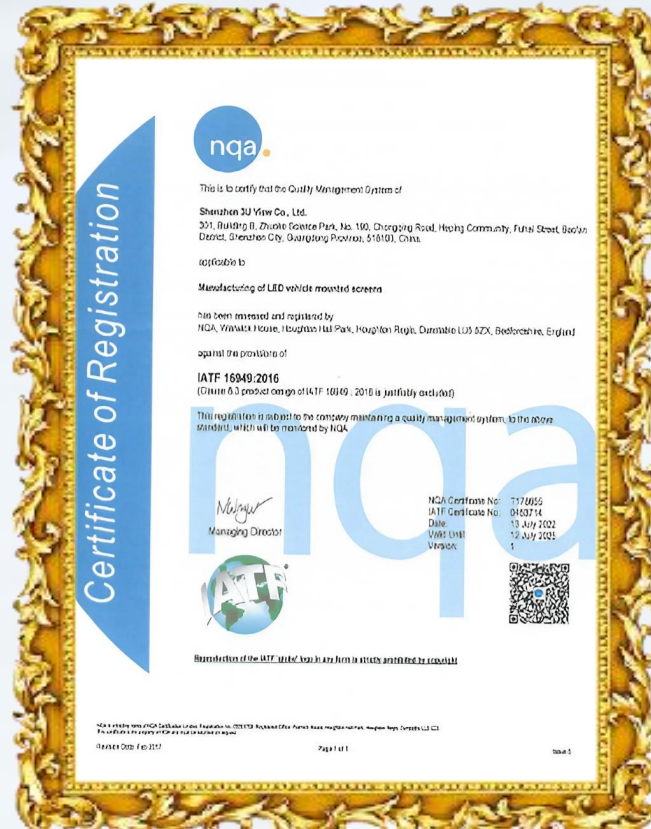 Certificate of Registration
nqa.
This is to certify that the Quality Management System of
Shenzhen 3U View Co., Ltd.
301, Building B, Zhuoke Science Park, No. 190, Chongqing Road, Heping Community, Fuhai Street, Bao'an
District, Shenzhen City, Guangdong Province, 518103, China
applicable to
Manufacturing of LED vehicle mounted screens
has been assessed and registered by
NQA, Warwick House, Houghton Hall Park, Houghton Regis, Dunstable LU5 5ZX, Bedfordshire, England
against the provisions of
IATF 16949:2016
(Clause 8.3 product design of IATF 16949 : 2016 is justifiably excluded)
This registration is subject to the company maintaining a quality management system, to the above
standard, which will be monitored by NQA
nqa
Managing Director
NQA Certificate No:
IATF Certificate No:
Date: 13 July 2022
Valid Until: 12 July 2025
Version: 1
IATF
Reproduction of the IATF "globe" logo in any form is strictly prohibited by copyright
Page 1 of 1